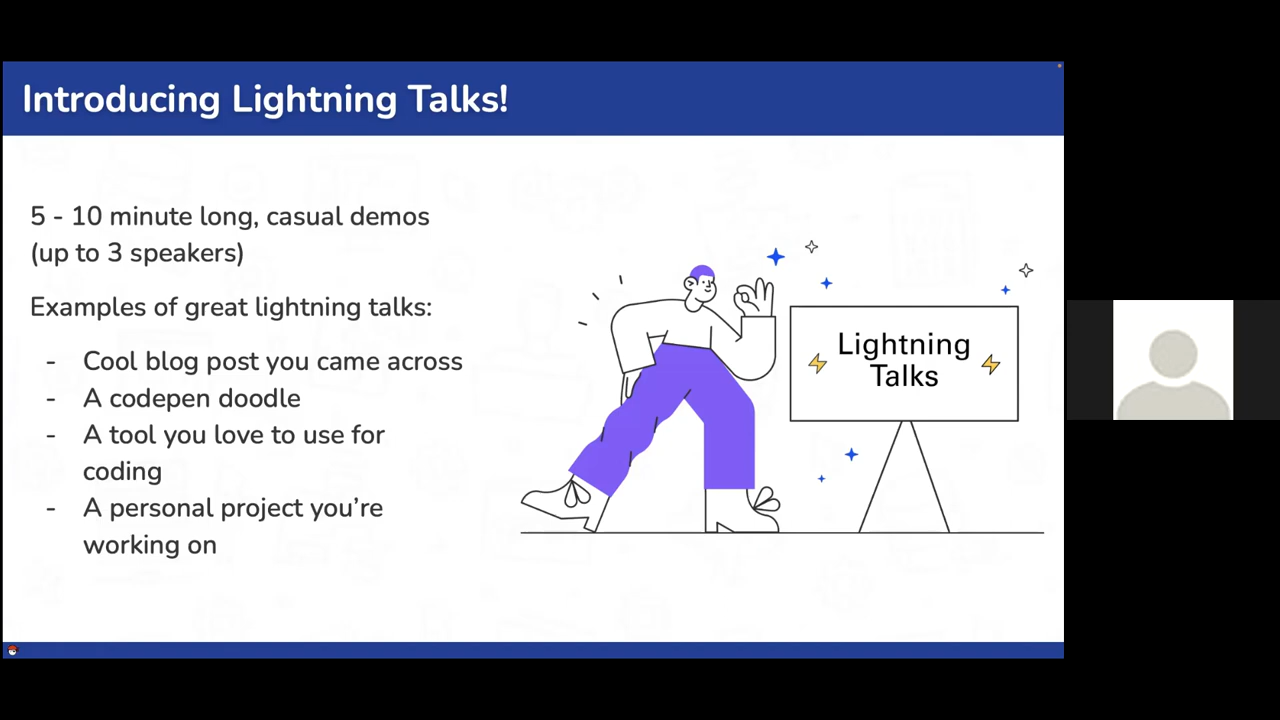 Introducing Lightning Talks!
5 - 10 minute long, casual demos
(up to 3 speakers)
Examples of great lightning talks:
- Cool blog post you came across
- A codepen doodle
- A tool you love to use for
coding
- A personal project you’re
working on
Lightning
Talks